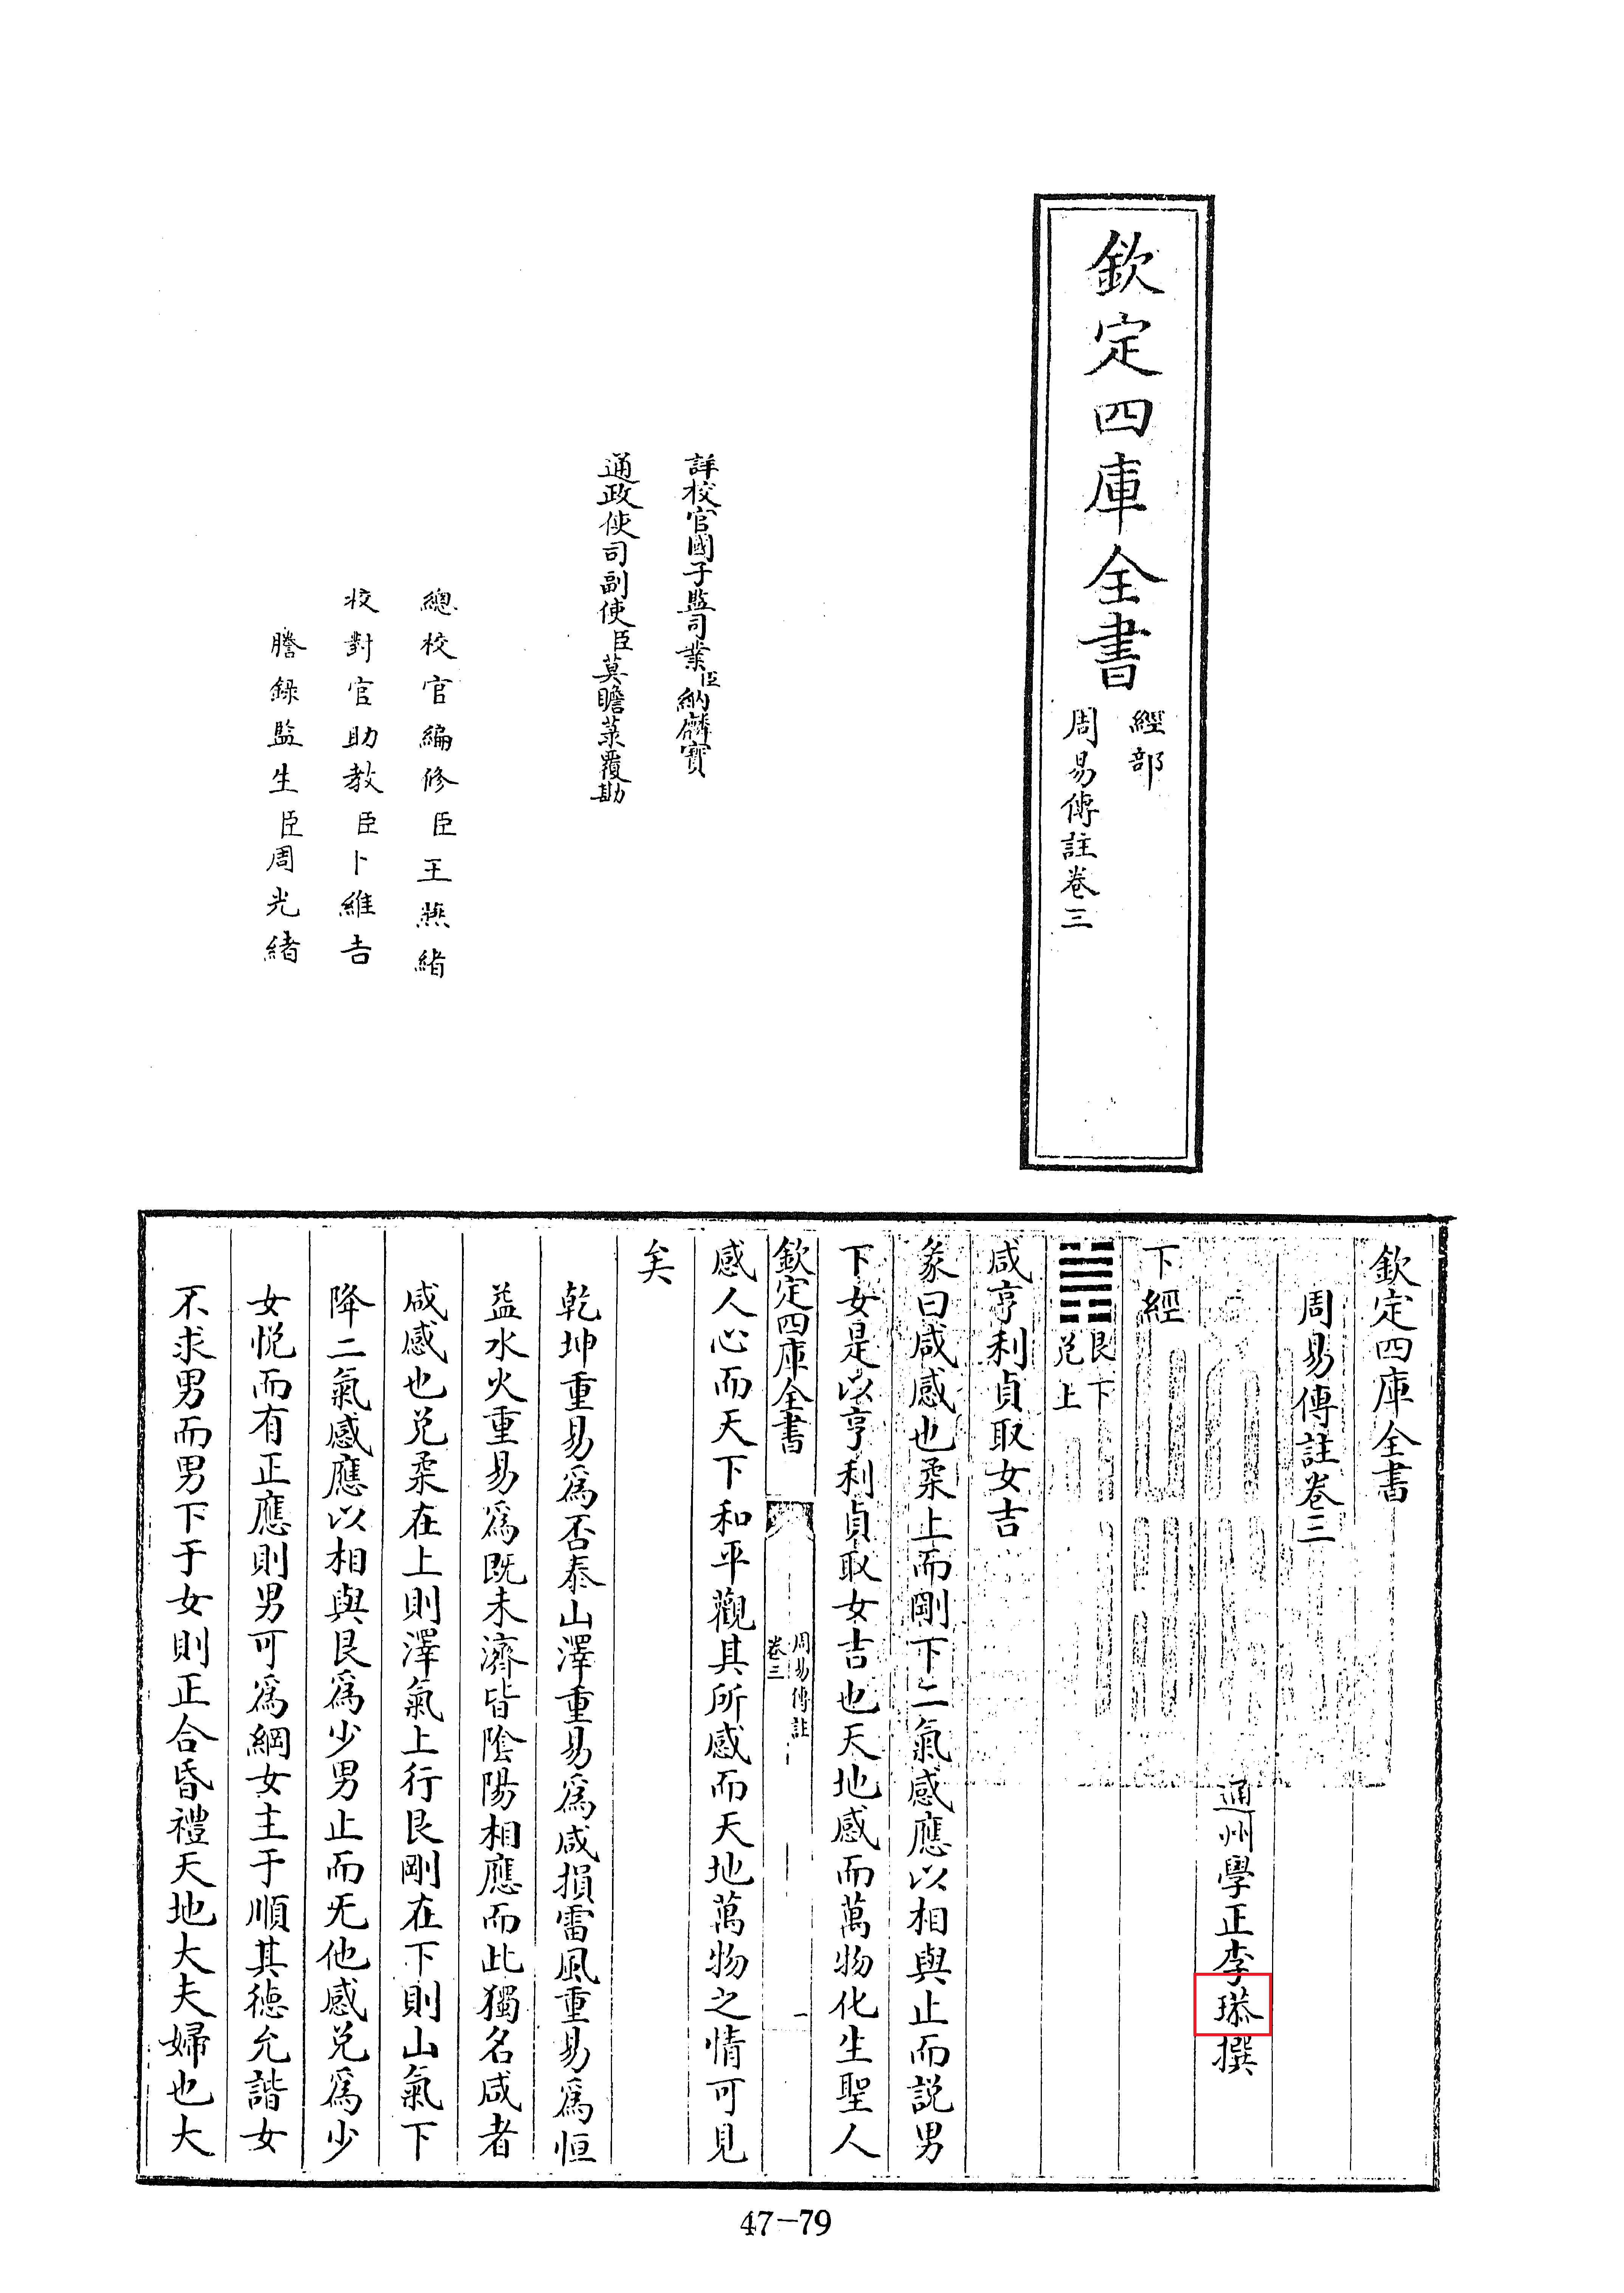 欽定四庫全書
經部
周易傳註卷三
詳校官國子監司業臣納麟寶
通政使司副使臣莫瞻菉覆勘
總校官編修臣王燕緒
校對官助教臣卜維吉
謄錄監生臣周光緒
欽定四庫全書
周易傳註卷三
通州學正李塨撰
下經
䷞艮下兌上
咸亨利貞取女吉
彖曰咸感也柔上而剛下二氣感應以相與止而說男
下女是以亨利貞取女吉也天地感而萬物化生聖人
欽定四庫全書
周易傳註
卷三
一
感人心而天下和平觀其所感而天地萬物之情可見
矣
乾坤重易爲否泰山澤重易爲咸損雷風重易爲恒
益水火重易爲既未濟皆陰陽相應而此獨名咸者
咸感也兌柔在上則澤氣上行艮剛在下則山氣下
降二氣感應以相與艮爲少男止而无他感兌爲少
女悅而有正應則男可爲綱女主于順其德允諧女
不求男而男下于女則正合昏禮天地大夫婦也大
47-79